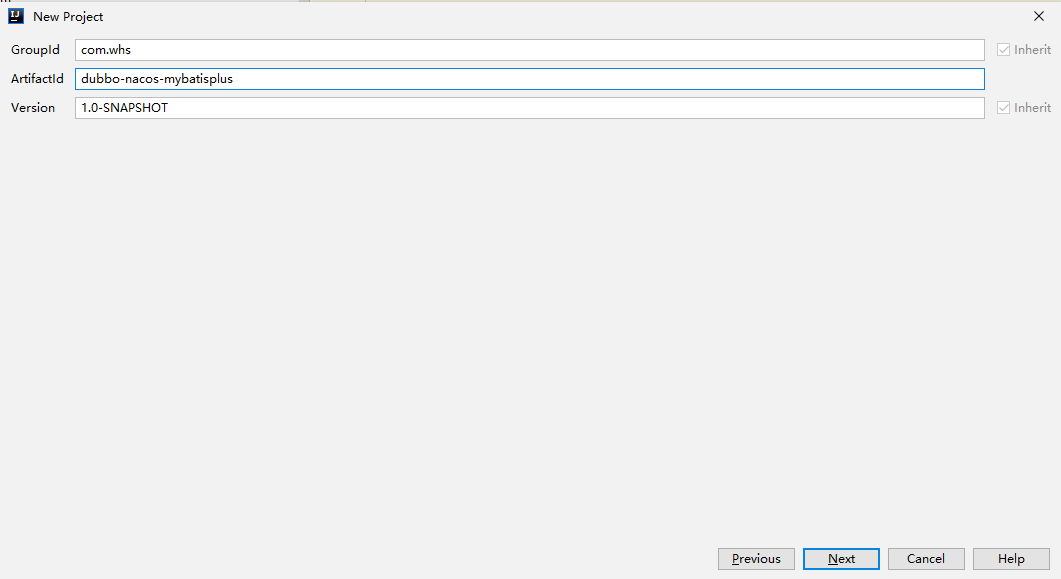 New Project
GroupId com.whs Inherit
ArtifactId dubbo-nacos-mybatisplus
Version 1.0-SNAPSHOT Inherit
Previous Next Cancel Help